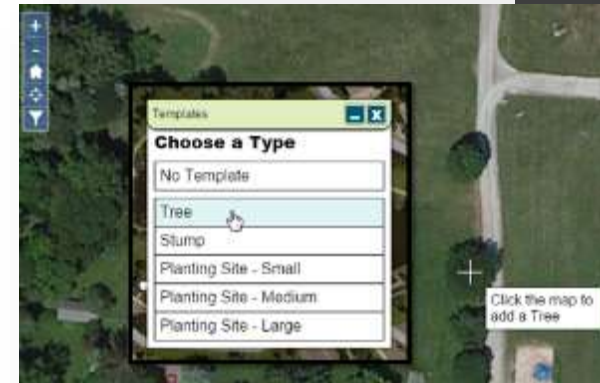 Templates
Choose a Type
No Template
Tree
Stump
Planting Site - Small
Planting Site - Medium
Planting Site - Large
Click the map to
add a Tree